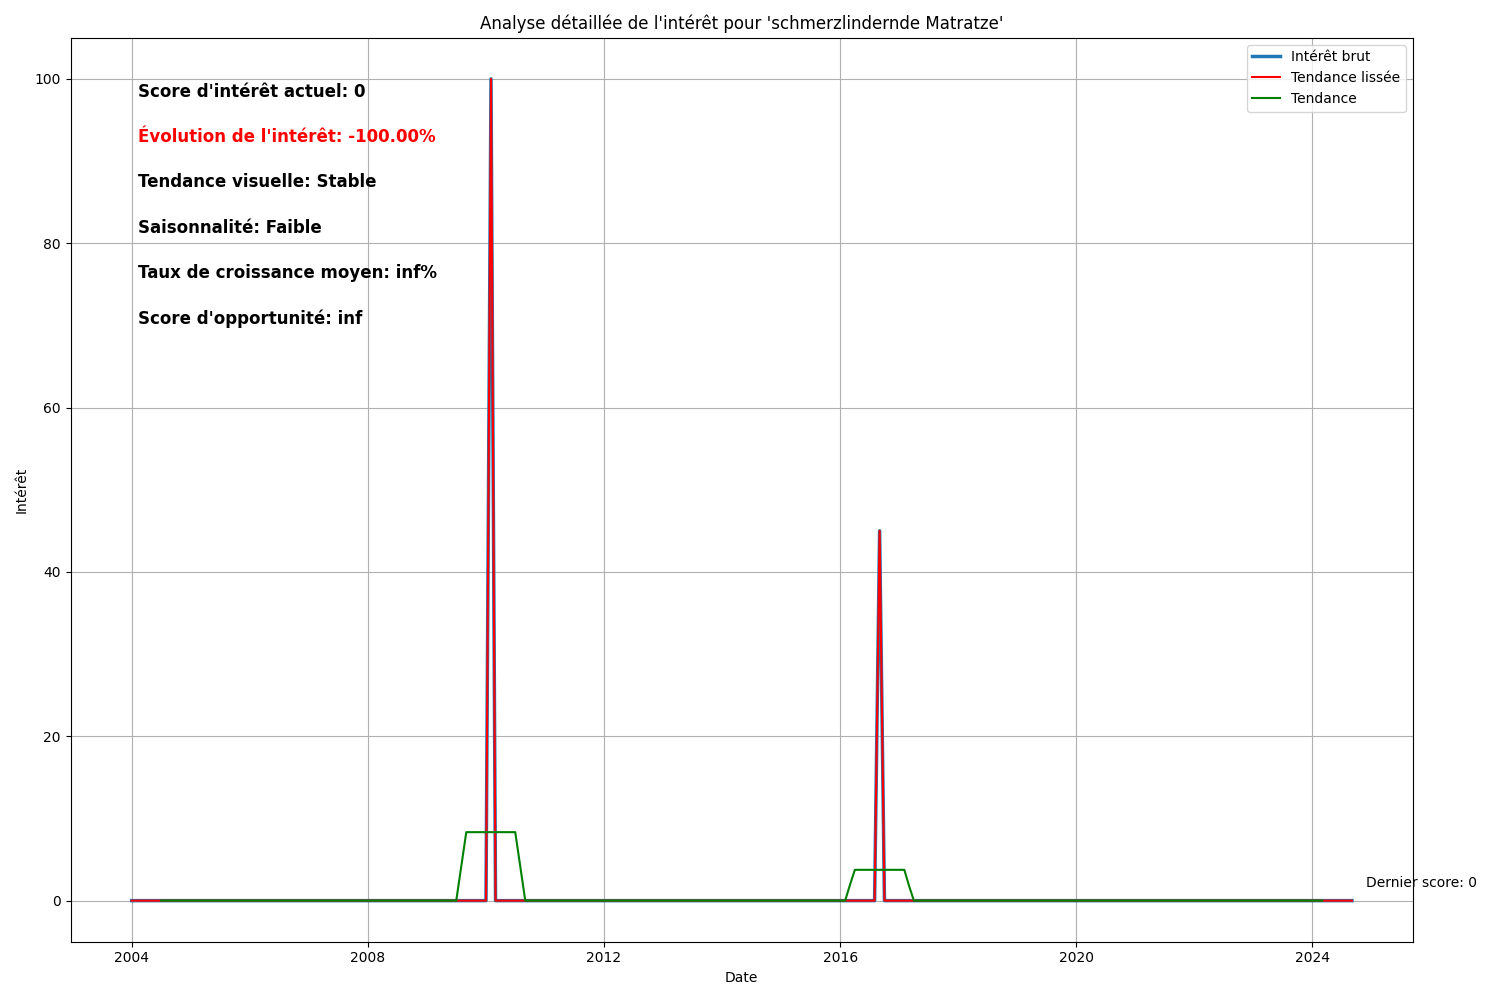 Analyse détaillée de l'intérêt pour 'schmerzlindernde Matratze'
Intérêt brut
Tendance lissée
Tendance
Score d'intérêt actuel: 0
Évolution de l'intérêt: -100.00%
Tendance visuelle: Stable
Saisonnalité: Faible
Taux de croissance moyen: inf%
Score d'opportunité: inf
100
80
60
40
20
0
Intérêt
Dernier score: 0
2004
2008
2012
2016
2020
2024
Date